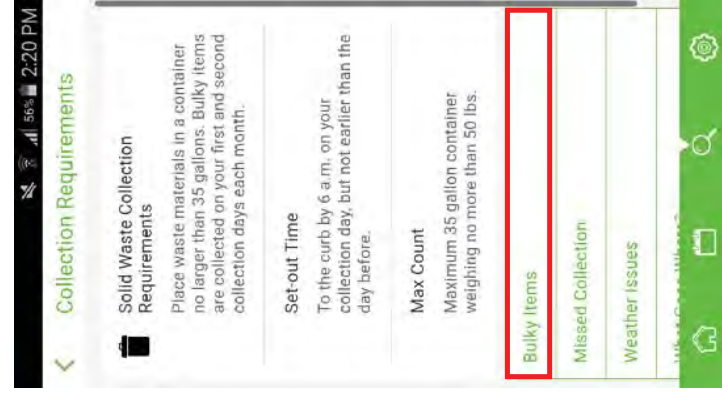 56% 2:20 PM
Collection Requirements
Solid Waste Collection
Requirements
Place waste materials in a container
no larger than 35 gallons. Bulky items
are collected on your first and second
collection days each month.
Set-out Time
To the curb by 6 a.m. on your
collection day, but not earlier than the
day before.
Max Count
Maximum 35 gallon container
weighing no more than 50 lbs.
Bulky Items
Missed Collection
Weather Issues